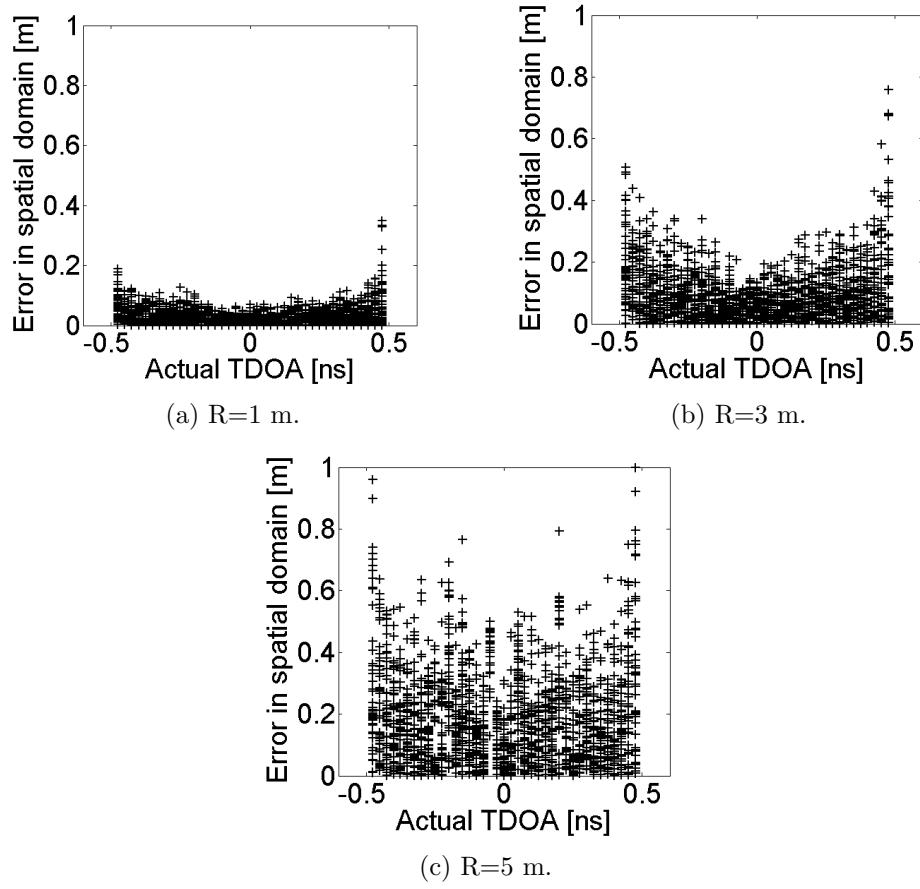 1
0.8
0.6
0.4
0.2
0
Error in spatial domain [m]
-0.5 0 0.5
Actual TDOA [ns]
(a) R=1 m.
1
0.8
0.6
0.4
0.2
0
Error in spatial domain [m]
-0.5 0 0.5
Actual TDOA [ns]
(b) R=3 m.
1
0.8
0.6
0.4
0.2
0
Error in spatial domain [m]
-0.5 0 0.5
Actual TDOA [ns]
(c) R=5 m.